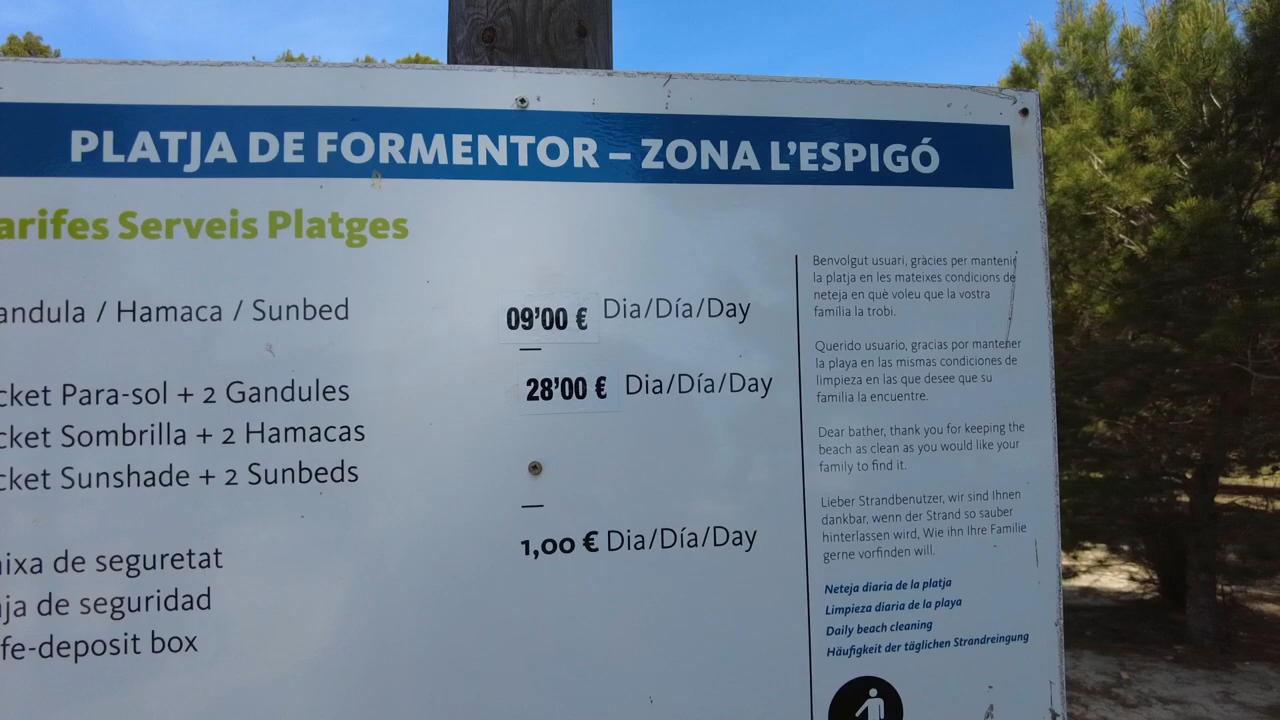 PLATJA DE FORMENTOR – ZONA L'ESPIGÓ
arifes Serveis Platges
andula / Hamaca / Sunbed 09'00 € Dia/Día/Day
cket Para-sol + 2 Gandules 28'00 € Dia/Día/Day
cket Sombrilla + 2 Hamacas
cket Sunshade + 2 Sunbeds
1,00 € Dia/Día/Day
ixa de seguretat
ja de seguridad
fe-deposit box
Benvolgut usuari, gràcies per mantenir
la platja en les mateixes condicions de
neteja en què voleu que la vostra
família la trobi.
Querido usuario, gracias por mantener
la playa en las mismas condiciones de
limpieza en las que desee que su
familia la encuentre.
Dear bather, thank you for keeping the
beach as clean as you would like your
family to find it.
Lieber Strandbenutzer, wir sind Ihnen
dankbar, wenn der Strand so sauber
hinterlassen wird, Wie ihn Ihre Familie
gerne vorfinden will.
Neteja diaria de la platja
Limpieza diaria de la playa
Daily beach cleaning
Häufigkeit der täglichen Strandreingung